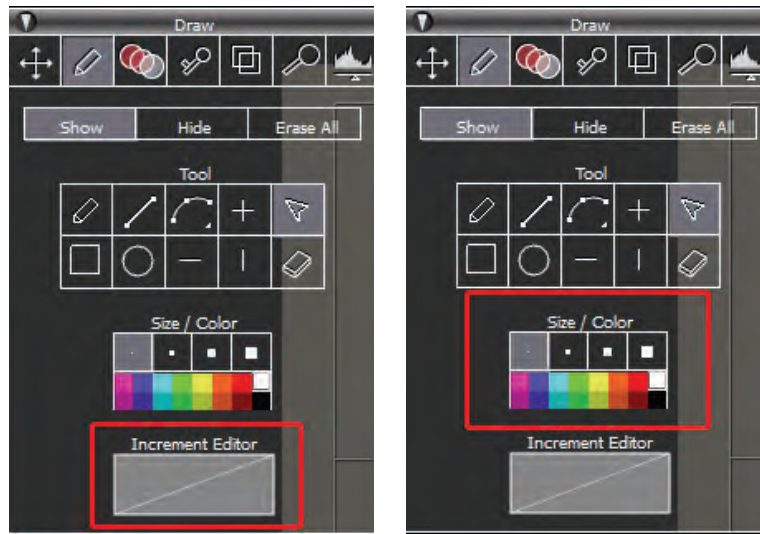 Draw
Show Hide Erase All
Tool
Size / Color
Increment Editor
Draw
Show Hide Erase All
Tool
Size / Color
Increment Editor